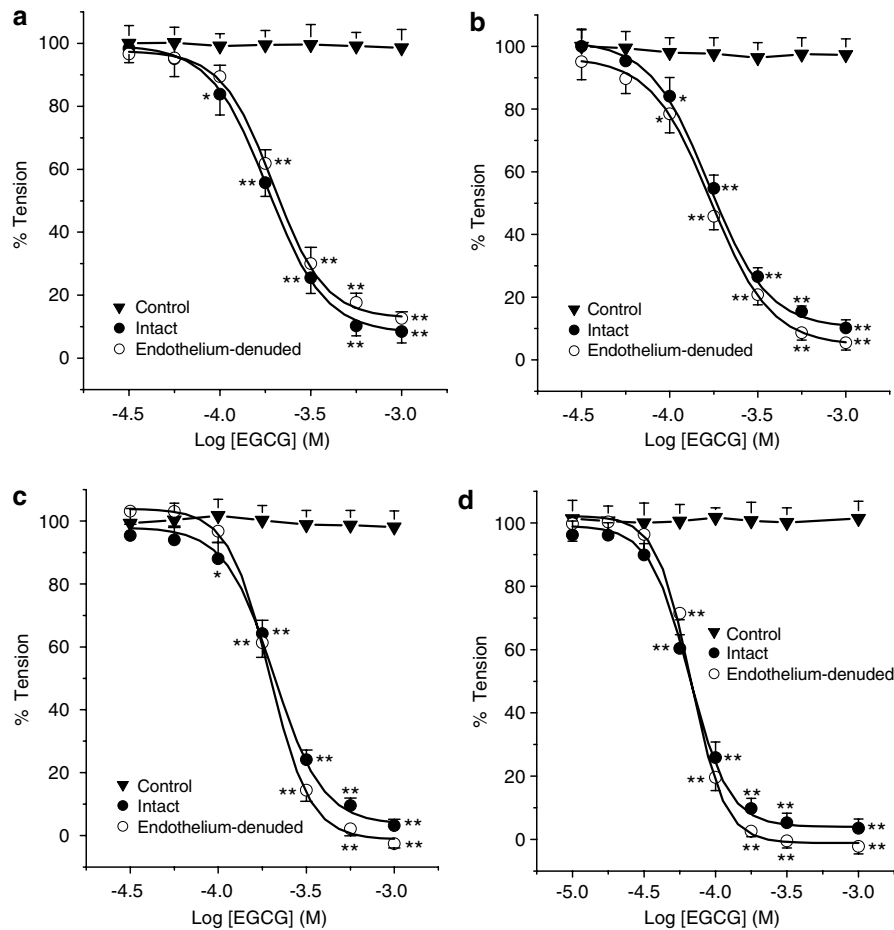 a
% Tension
100
80
60
40
20
0
* ** ** ** ** ** ** **
Control
Intact
Endothelium-denuded
-4.5 -4.0 -3.5 -3.0
Log [EGCG] (M)
b
% Tension
100
80
60
40
20
0
* * ** ** ** ** ** ** ** **
Control
Intact
Endothelium-denuded
-4.5 -4.0 -3.5 -3.0
Log [EGCG] (M)
c
% Tension
100
80
60
40
20
0
* ** ** ** ** ** ** ** **
Control
Intact
Endothelium-denuded
-4.5 -4.0 -3.5 -3.0
Log [EGCG] (M)
d
% Tension
100
80
60
40
20
0
** ** ** ** ** ** ** ** ** **
Control
Intact
Endothelium-denuded
-5.0 -4.5 -4.0 -3.5 -3.0
Log [EGCG] (M)